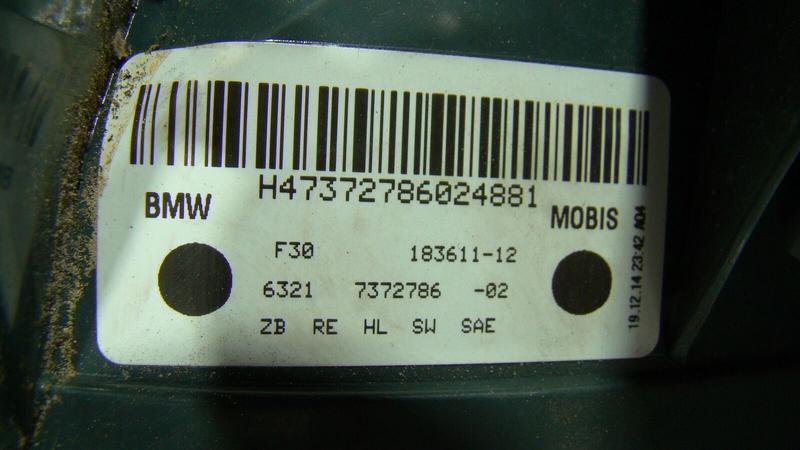 H47372786024881
BMW
MOBIS
F30 183611-12
6321 7372786 -02
ZB RE HL SW SAE
19.12.14 23:42 A04